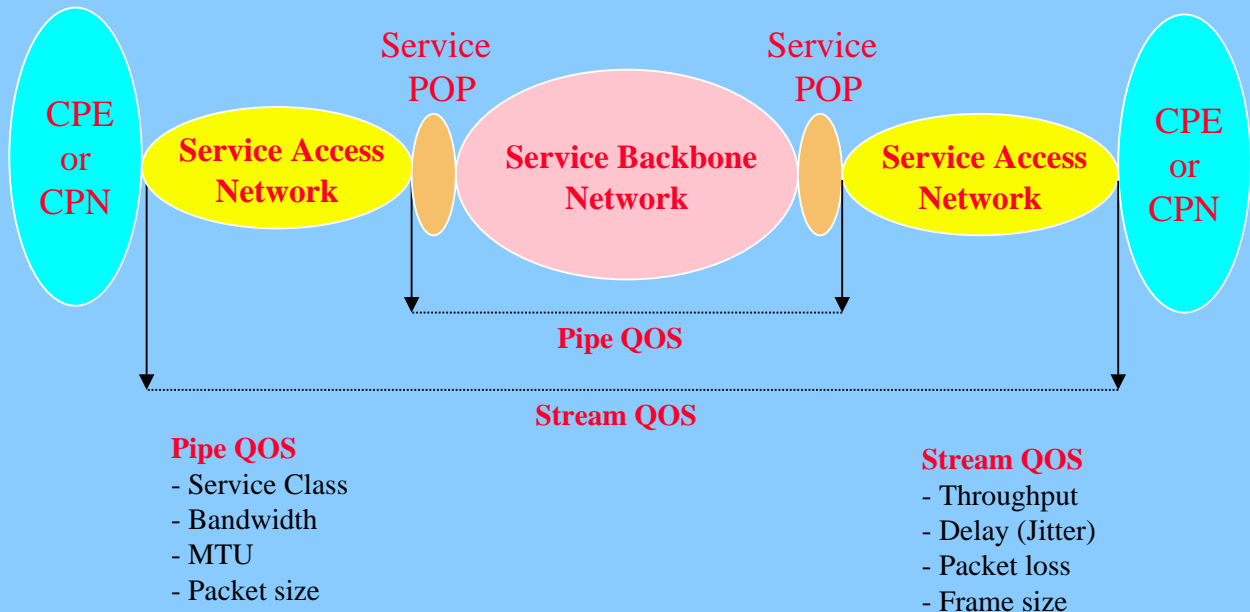 CPE
or
CPN
Service Access
Network
Service
POP
Service Backbone
Network
Service
POP
Service Access
Network
CPE
or
CPN
Pipe QOS
Stream QOS
Pipe QOS
- Service Class
- Bandwidth
- MTU
- Packet size
Stream QOS
- Throughput
- Delay (Jitter)
- Packet loss
- Frame size